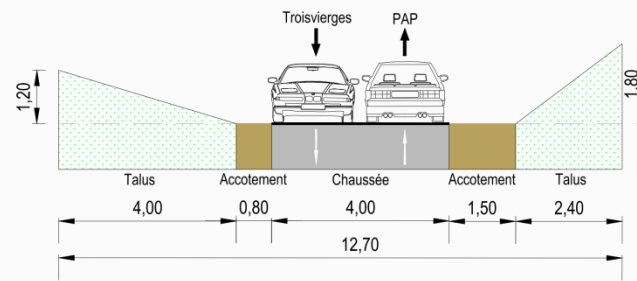 Troisvierges PAP
1,20
1,80
Talus Accotement Chaussée Accotement Talus
4,00 0,80 4,00 1,50 2,40
12,70